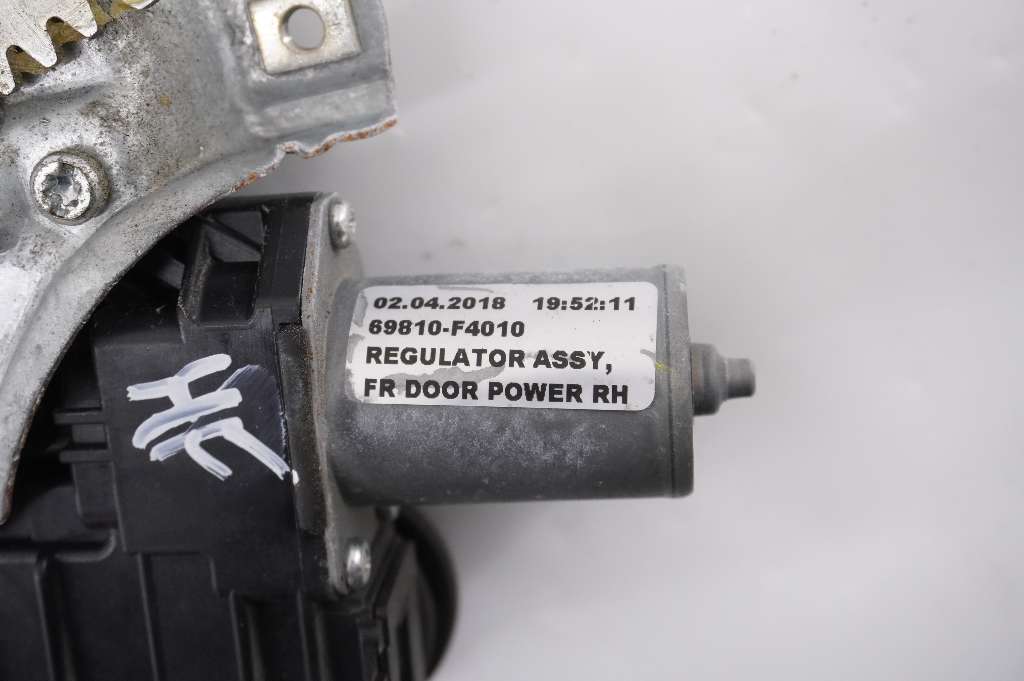 02.04.2018 19:52:11
69810-F4010
REGULATOR ASSY,
FR DOOR POWER RH